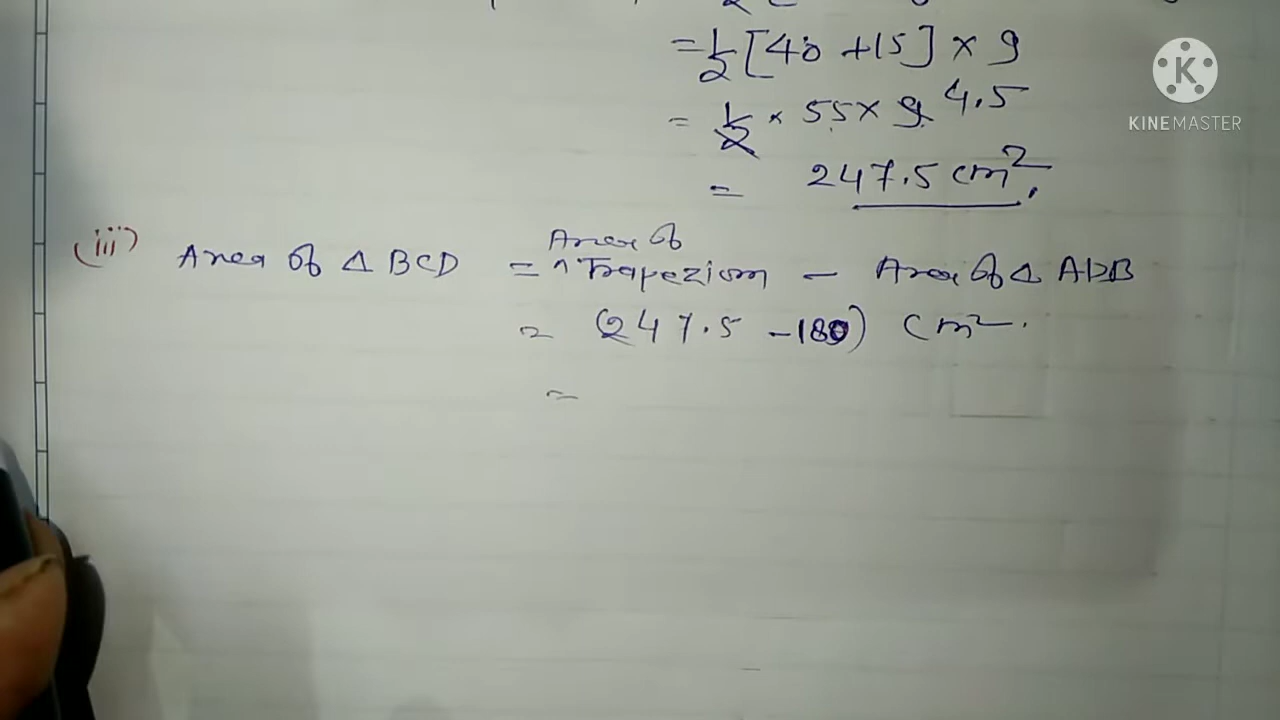 = 1/2 [40 + 15] × 9
= 1/2 × 55 × 9 4.5
= 247.5 cm²,
(iii) Area of Δ BCD = ^ Area of Trapeziom – Area of Δ ADB
= (247.5 – 180) cm².
=
K
KINEMASTER